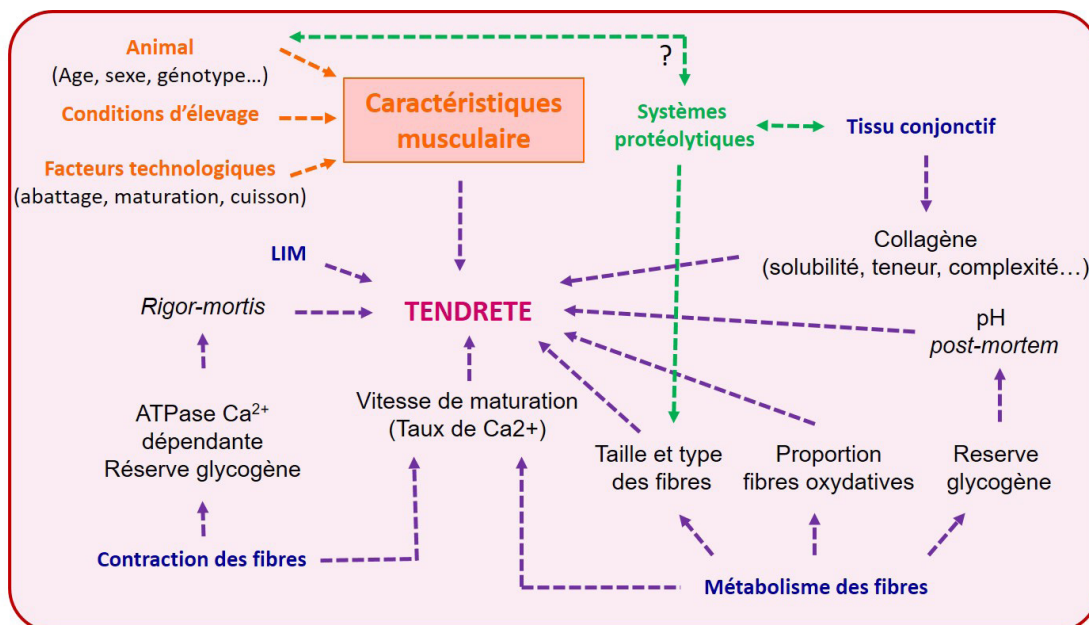 Animal
(Age, sexe, génotype…)
Conditions d’élevage
Facteurs technologiques
(abattage, maturation, cuisson)
Caractéristiques
musculaire
?
Systèmes
protéolytiques
Tissu conjonctif
Collagène
(solubilité, teneur, complexité…)
LIM
Rigor-mortis
TENDRETE
pH
post-mortem
ATPase Ca²⁺
dépendante
Réserve glycogène
Vitesse de maturation
(Taux de Ca2+)
Taille et type
des fibres
Proportion
fibres oxydatives
Reserve
glycogène
Contraction des fibres
Métabolisme des fibres